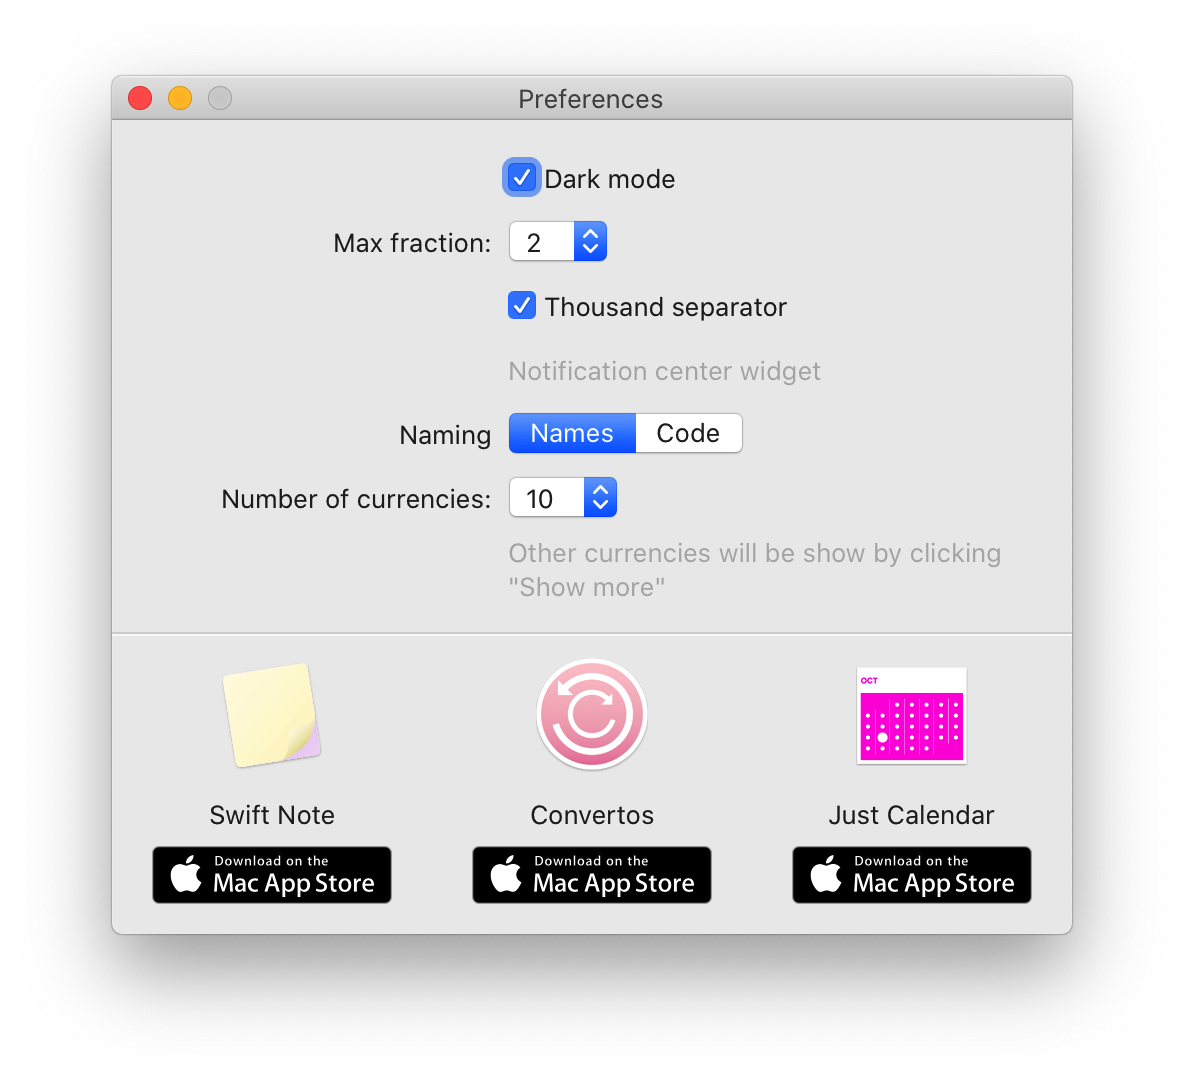 Preferences
Dark mode
Max fraction: 2
Thousand separator
Notification center widget
Naming Names Code
Number of currencies: 10
Other currencies will be show by clicking
"Show more"
OCT
Swift Note Convertos Just Calendar
Download on the Download on the Download on the
Mac App Store Mac App Store Mac App Store